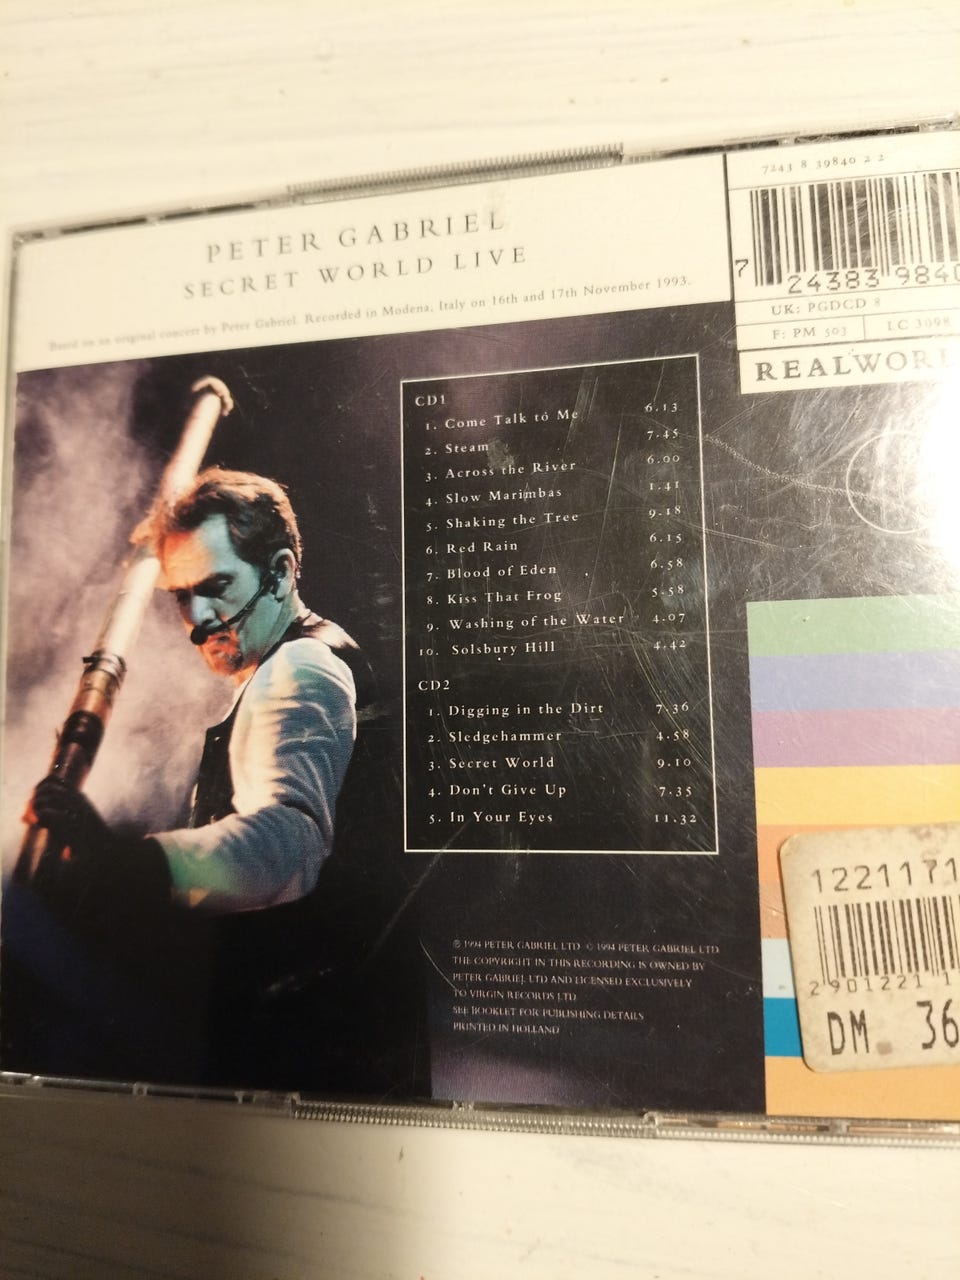 PETER GABRIEL
SECRET WORLD LIVE
Based on an original concert by Peter Gabriel. Recorded in Modena, Italy on 16th and 17th November 1993.
7243 8 39840 2 2
7 24383 9840
UK: PGDCD 8
F: PM 503 LC 3098
REALWORL
CD1
1. Come Talk to Me 6.13
2. Steam 7.45
3. Across the River 6.00
4. Slow Marimbas 1.41
5. Shaking the Tree 9.18
6. Red Rain 6.15
7. Blood of Eden 6.58
8. Kiss That Frog 5.58
9. Washing of the Water 4.07
10. Solsbury Hill 4.42
CD2
1. Digging in the Dirt 7.36
2. Sledgehammer 4.58
3. Secret World 9.10
4. Don't Give Up 7.35
5. In Your Eyes 11.32
℗ 1994 PETER GABRIEL LTD © 1994 PETER GABRIEL LTD
THE COPYRIGHT IN THIS RECORDING IS OWNED BY
PETER GABRIEL LTD AND LICENSED EXCLUSIVELY
TO VIRGIN RECORDS LTD
SEE BOOKLET FOR PUBLISHING DETAILS
PRINTED IN HOLLAND
1221171
2901221 1
DM 36